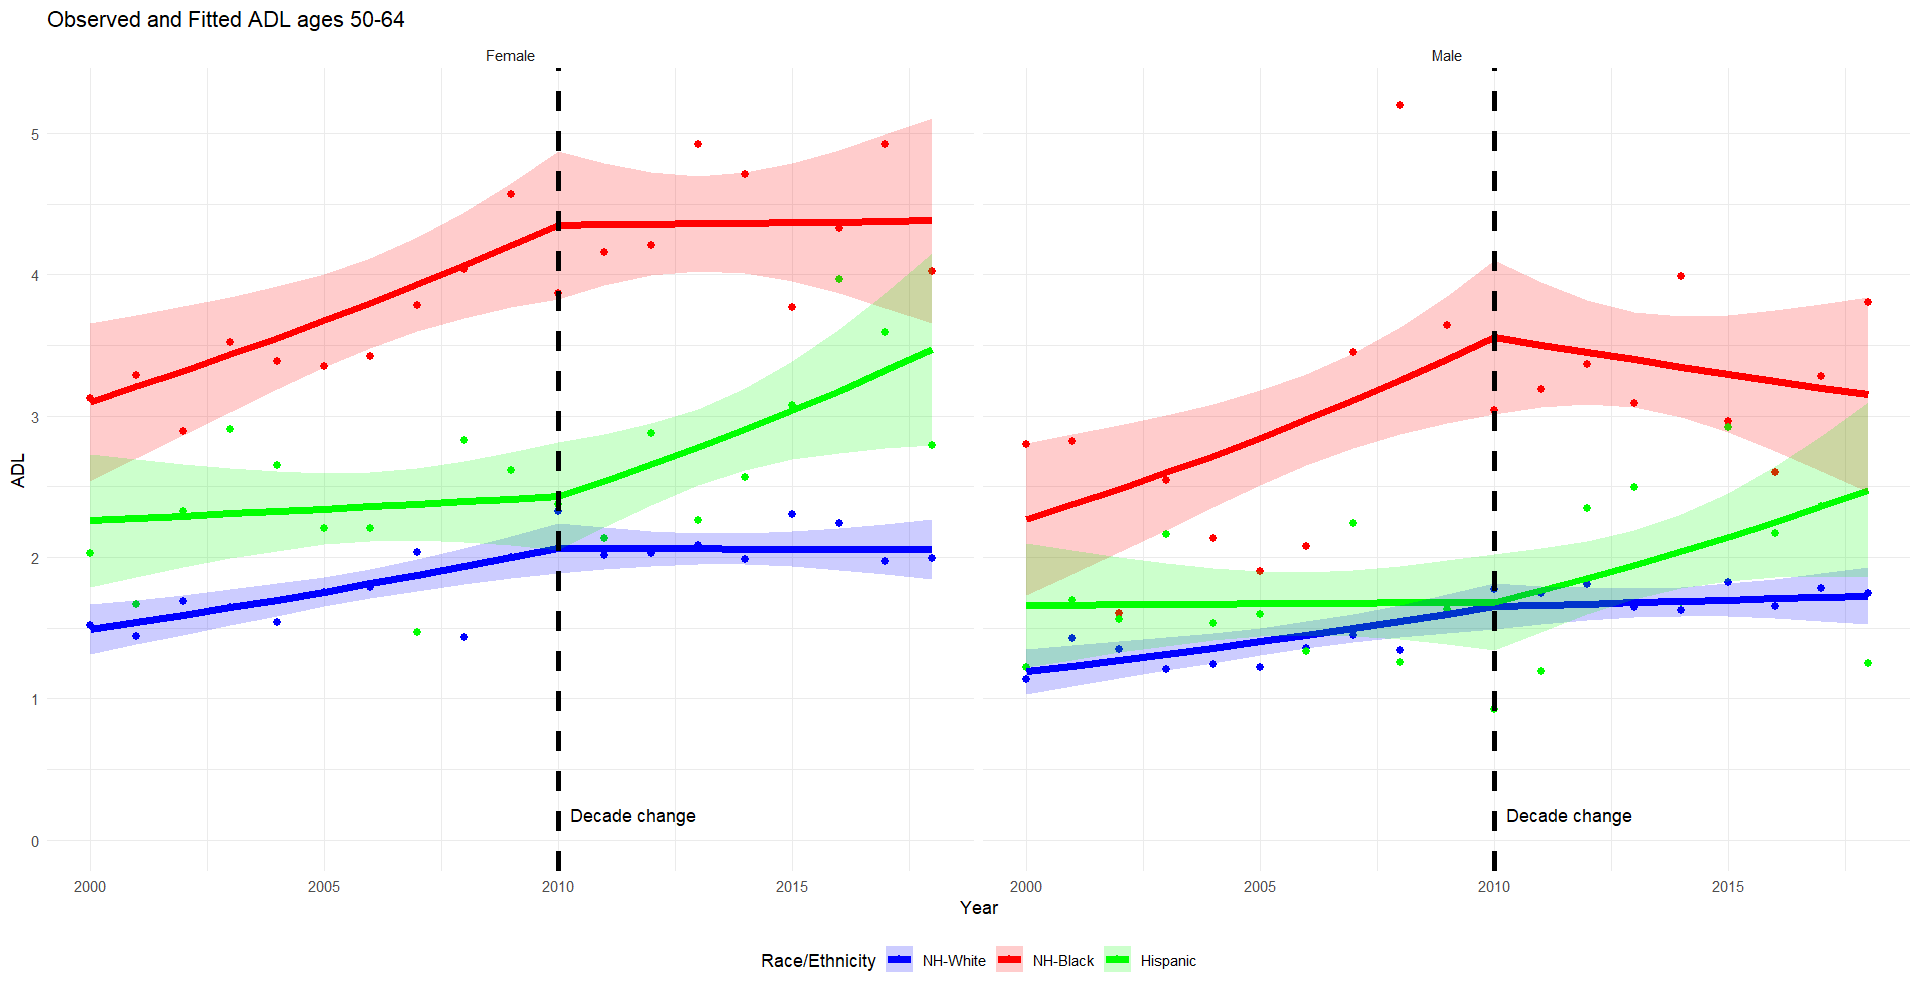 Observed and Fitted ADL ages 50-64
Female
Male
ADL
5
4
3
2
1
0
Decade change
Decade change
2000
2005
2010
2015
2000
2005
2010
2015
Year
Race/Ethnicity
NH-White
NH-Black
Hispanic